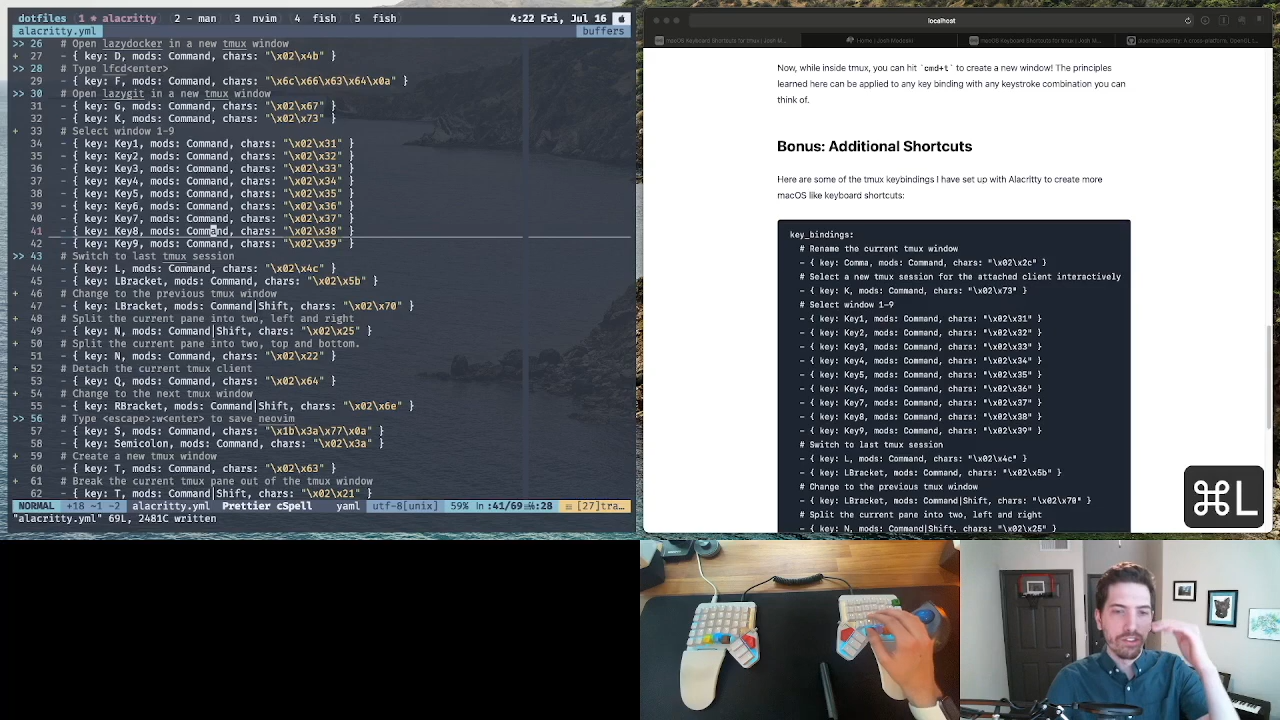 dotfiles 1 * alacritty 2 - man 3 nvim 4 fish 5 fish 4:22 Fri, Jul 16
alacritty.yml buffers
>> 26 # Open lazydocker in a new tmux window
+ 27 - { key: D, mods: Command, chars: "\x02\x4b" }
>> 28 # Type lfcd<enter>
+ 29 - { key: F, mods: Command, chars: "\x6c\x66\x63\x64\x0a" }
>> 30 # Open lazygit in a new tmux window
31 - { key: G, mods: Command, chars: "\x02\x67" }
32 - { key: K, mods: Command, chars: "\x02\x73" }
+ 33 # Select window 1-9
34 - { key: Key1, mods: Command, chars: "\x02\x31" }
35 - { key: Key2, mods: Command, chars: "\x02\x32" }
36 - { key: Key3, mods: Command, chars: "\x02\x33" }
37 - { key: Key4, mods: Command, chars: "\x02\x34" }
38 - { key: Key5, mods: Command, chars: "\x02\x35" }
39 - { key: Key6, mods: Command, chars: "\x02\x36" }
40 - { key: Key7, mods: Command, chars: "\x02\x37" }
41 - { key: Key8, mods: Command, chars: "\x02\x38" }
42 - { key: Key9, mods: Command, chars: "\x02\x39" }
>> 43 # Switch to last tmux session
44 - { key: L, mods: Command, chars: "\x02\x4c" }
45 - { key: LBracket, mods: Command, chars: "\x02\x5b" }
+ 46 # Change to the previous tmux window
47 - { key: LBracket, mods: Command|Shift, chars: "\x02\x70" }
+ 48 # Split the current pane into two, left and right
49 - { key: N, mods: Command|Shift, chars: "\x02\x25" }
+ 50 # Split the current pane into two, top and bottom.
51 - { key: N, mods: Command, chars: "\x02\x22" }
+ 52 # Detach the current tmux client
53 - { key: Q, mods: Command, chars: "\x02\x64" }
+ 54 # Change to the next tmux window
55 - { key: RBracket, mods: Command|Shift, chars: "\x02\x6e" }
>> 56 # Type <escape>:w<enter> to save neovim
57 - { key: S, mods: Command, chars: "\x1b\x3a\x77\x0a" }
58 - { key: Semicolon, mods: Command, chars: "\x02\x3a" }
+ 59 # Create a new tmux window
60 - { key: T, mods: Command, chars: "\x02\x63" }
+ 61 # Break the current tmux pane out of the tmux window
62 - { key: T, mods: Command|Shift, chars: "\x02\x21" }
NORMAL +18 ~1 -2 alacritty.yml Prettier cSpell yaml utf-8[unix] 59% :41/69 :28 [27]tra…
"alacritty.yml" 69L, 2481C written
localhost
macOS Keyboard Shortcuts for tmux | Josh M... Home | Josh Medeski macOS Keyboard Shortcuts for tmux | Josh M... alacritty/alacritty: A cross-platform, OpenGL t...
Now, while inside tmux, you can hit `cmd+t` to create a new window! The principles
learned here can be applied to any key binding with any keystroke combination you can
think of.
Bonus: Additional Shortcuts
Here are some of the tmux keybindings I have set up with Alacritty to create more
macOS like keyboard shortcuts:
key_bindings:
# Rename the current tmux window
- { key: Comma, mods: Command, chars: "\x02\x2c" }
# Select a new tmux session for the attached client interactively
- { key: K, mods: Command, chars: "\x02\x73" }
# Select window 1-9
- { key: Key1, mods: Command, chars: "\x02\x31" }
- { key: Key2, mods: Command, chars: "\x02\x32" }
- { key: Key3, mods: Command, chars: "\x02\x33" }
- { key: Key4, mods: Command, chars: "\x02\x34" }
- { key: Key5, mods: Command, chars: "\x02\x35" }
- { key: Key6, mods: Command, chars: "\x02\x36" }
- { key: Key7, mods: Command, chars: "\x02\x37" }
- { key: Key8, mods: Command, chars: "\x02\x38" }
- { key: Key9, mods: Command, chars: "\x02\x39" }
# Switch to last tmux session
- { key: L, mods: Command, chars: "\x02\x4c" }
- { key: LBracket, mods: Command, chars: "\x02\x5b" }
# Change to the previous tmux window
- { key: LBracket, mods: Command|Shift, chars: "\x02\x70" }
# Split the current pane into two, left and right
- { key: N, mods: Command|Shift, chars: "\x02\x25" }
⌘L